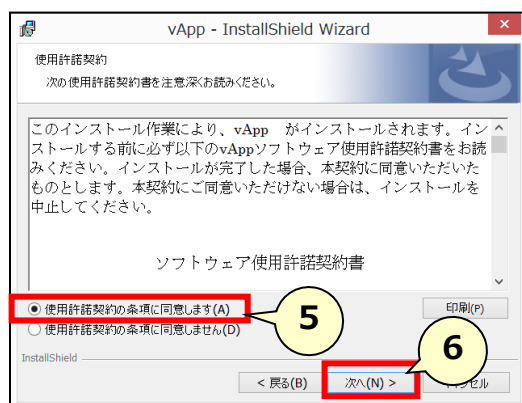 vApp - InstallShield Wizard
使用許諾契約
次の使用許諾契約書を注意深くお読みください。
このインストール作業により、vApp がインストールされます。イン
ストールする前に必ず以下のvAppソフトウェア使用許諾契約書をお読
みください。インストールが完了した場合、本契約に同意いただいた
ものとします。本契約にご同意いただけない場合は、インストールを
中止してください。
ソフトウェア使用許諾契約書
使用許諾契約の条項に同意します(A)
5
印刷(P)
使用許諾契約の条項に同意しません(D)
6
InstallShield
< 戻る(B)
次へ(N) >